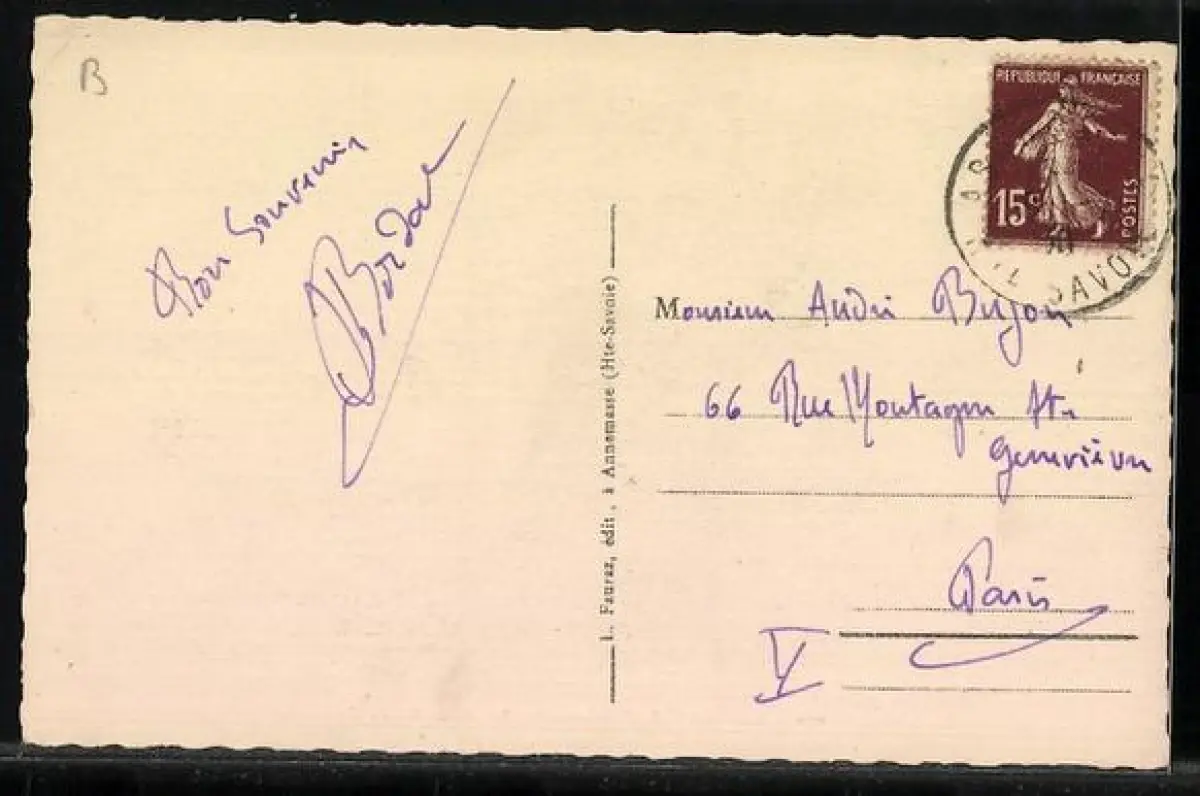 B
Bon Souvenir
REPUBLIQUE FRANÇAISE
15c
POSTES
SAVOIE
L. Fauraz, édit., à Annemasse (Hte-Savoie)
Monsieur André Bujon
66 Rue Montagne Ste
Geneviève
Paris
V